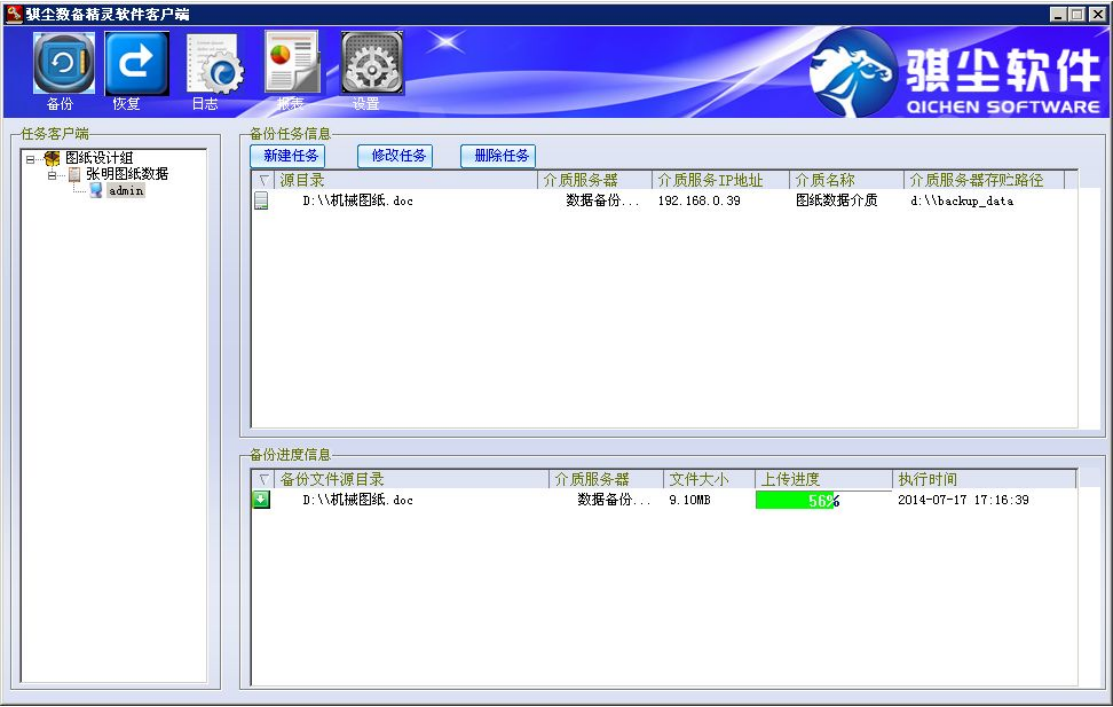 骐尘数备精灵软件客户端
备份 恢复 日志 报表 设置
骐尘软件
QICHEN SOFTWARE
任务客户端
图纸设计组
张明图纸数据
admin
备份任务信息
新建任务 修改任务 删除任务
源目录 介质服务器 介质服务IP地址 介质名称 介质服务器存贮路径
D:\\机械图纸.doc 数据备份... 192.168.0.39 图纸数据介质 d:\\backup_data
备份进度信息
备份文件源目录 介质服务器 文件大小 上传进度 执行时间
D:\\机械图纸.doc 数据备份... 9.10MB 56% 2014-07-17 17:16:39